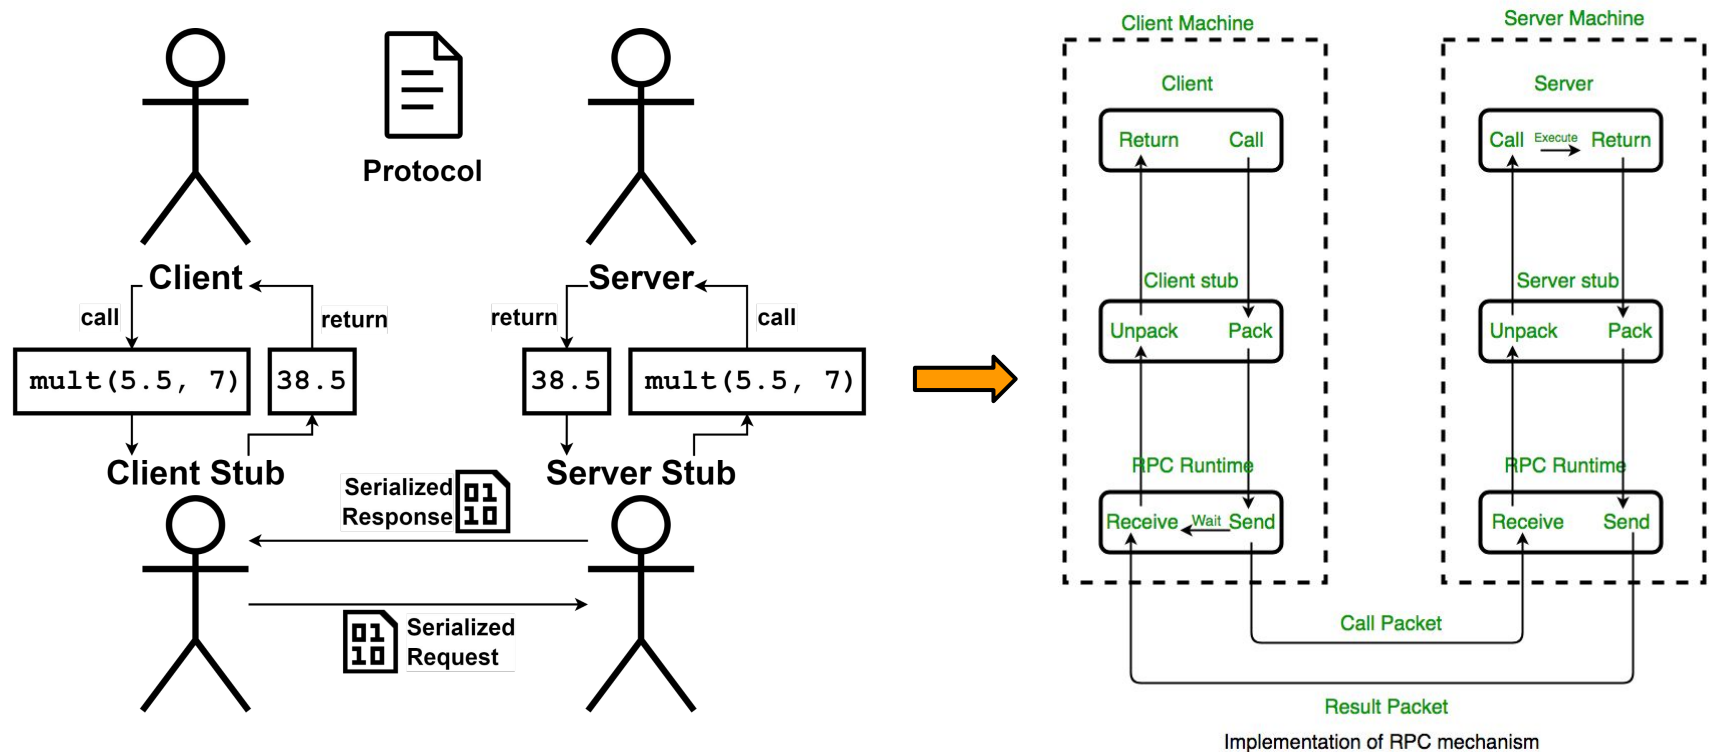 Protocol
Client
Server
call
return
return
call
mult(5.5, 7)
38.5
38.5
mult(5.5, 7)
Client Stub
Server Stub
Serialized
Response
01
10
01
10
Serialized
Request
Client Machine
Server Machine
Client
Server
Return Call
Call Execute Return
Client stub
Server stub
Unpack Pack
Unpack Pack
RPC Runtime
RPC Runtime
Receive Wait Send
Receive Send
Call Packet
Result Packet
Implementation of RPC mechanism